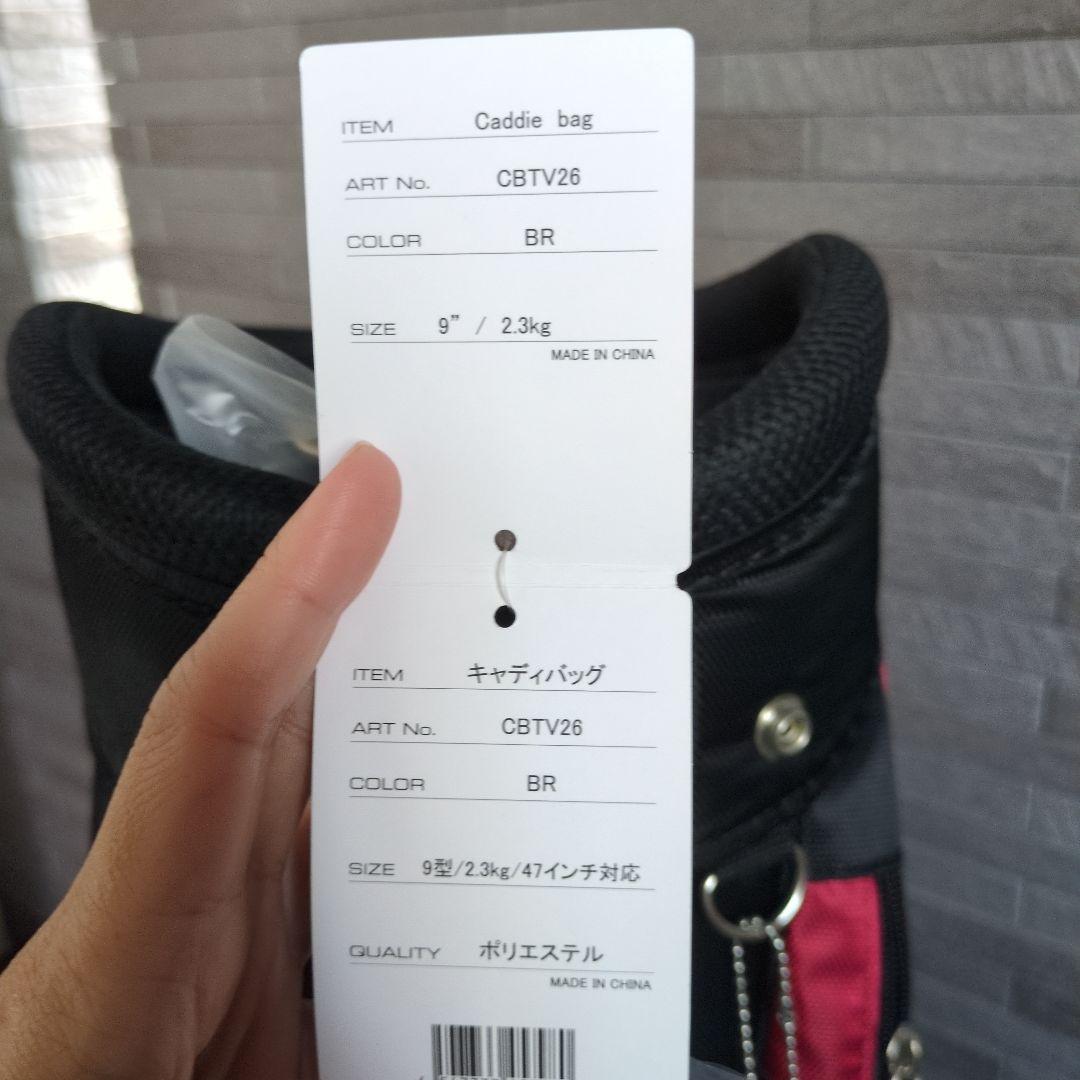 ITEM Caddie bag
ART No. CBTV26
COLOR BR
SIZE 9” / 2.3kg
MADE IN CHINA
ITEM キャディバッグ
ART No. CBTV26
COLOR BR
SIZE 9型/2.3kg/47インチ対応
QUALITY ポリエステル
MADE IN CHINA